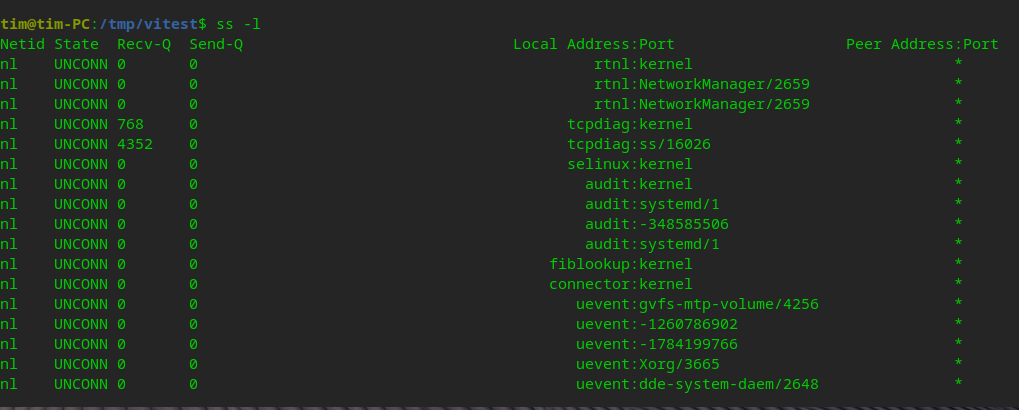 tim@tim-PC:/tmp/vitest$ ss -l
Netid State Recv-Q Send-Q Local Address:Port Peer Address:Port
nl UNCONN 0 0 rtnl:kernel *
nl UNCONN 0 0 rtnl:NetworkManager/2659 *
nl UNCONN 0 0 rtnl:NetworkManager/2659 *
nl UNCONN 768 0 tcpdiag:kernel *
nl UNCONN 4352 0 tcpdiag:ss/16026 *
nl UNCONN 0 0 selinux:kernel *
nl UNCONN 0 0 audit:kernel *
nl UNCONN 0 0 audit:systemd/1 *
nl UNCONN 0 0 audit:-348585506 *
nl UNCONN 0 0 audit:systemd/1 *
nl UNCONN 0 0 fiblookup:kernel *
nl UNCONN 0 0 connector:kernel *
nl UNCONN 0 0 uevent:gvfs-mtp-volume/4256 *
nl UNCONN 0 0 uevent:-1260786902 *
nl UNCONN 0 0 uevent:-1784199766 *
nl UNCONN 0 0 uevent:Xorg/3665 *
nl UNCONN 0 0 uevent:dde-system-daem/2648 *